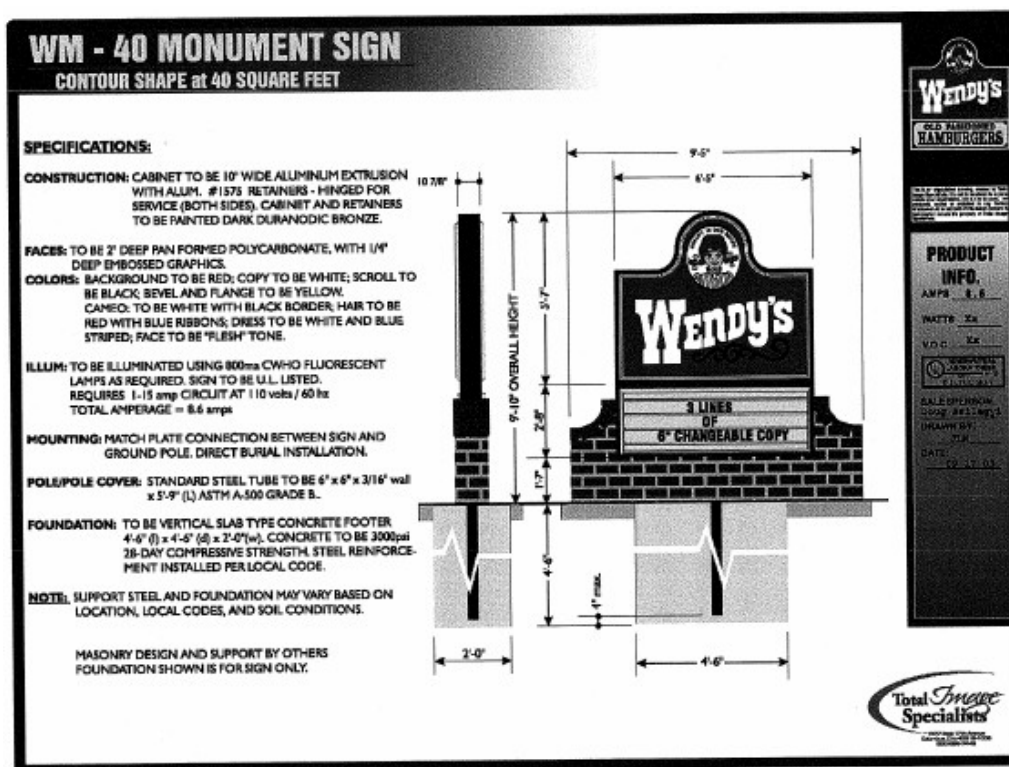 WM - 40 MONUMENT SIGN
CONTOUR SHAPE at 40 SQUARE FEET
SPECIFICATIONS:
CONSTRUCTION: CABINET TO BE 10" WIDE ALUMINUM EXTRUSION
WITH ALUM. #1575 RETAINERS - HINGED FOR
SERVICE (BOTH SIDES). CABINET AND RETAINERS
TO BE PAINTED DARK DURANODIC BRONZE.
FACES: TO BE 2" DEEP PAN FORMED POLYCARBONATE, WITH 1/4"
DEEP EMBOSSED GRAPHICS.
COLORS: BACKGROUND TO BE RED; COPY TO BE WHITE; SCROLL TO
BE BLACK; BEVEL AND FLANGE TO BE YELLOW.
CAMEO: TO BE WHITE WITH BLACK BORDER; HAIR TO BE
RED WITH BLUE RIBBONS; DRESS TO BE WHITE AND BLUE
STRIPED; FACE TO BE "FLESH" TONE.
ILLUM: TO BE ILLUMINATED USING 800ma CWHO FLUORESCENT
LAMPS AS REQUIRED. SIGN TO BE U.L. LISTED.
REQUIRES 1-15 amp CIRCUIT AT 110 volts / 60 hz
TOTAL AMPERAGE = 8.6 amps
MOUNTING: MATCH PLATE CONNECTION BETWEEN SIGN AND
GROUND POLE. DIRECT BURIAL INSTALLATION.
POLE/POLE COVER: STANDARD STEEL TUBE TO BE 6" x 6" x 3/16" wall
x 5'-9" (L) ASTM A-500 GRADE B..
FOUNDATION: TO BE VERTICAL SLAB TYPE CONCRETE FOOTER
4'-6" (l) x 4'-6" (d) x 2'-0"(w). CONCRETE TO BE 3000psi
28-DAY COMPRESSIVE STRENGTH. STEEL REINFORCE-
MENT INSTALLED PER LOCAL CODE.
NOTE: SUPPORT STEEL AND FOUNDATION MAY VARY BASED ON
LOCATION, LOCAL CODES, AND SOIL CONDITIONS.
MASONRY DESIGN AND SUPPORT BY OTHERS
FOUNDATION SHOWN IS FOR SIGN ONLY.
10 7/8"
9'-5"
6'-5"
9'-10" OVERALL HEIGHT
5'-7"
2'-8"
1'-7"
4'-6"
4" max.
2'-0"
4'-6"
WENDY'S
3 LINES
OF
6" CHANGEABLE COPY
WENDY'S
OLD FASHIONED
HAMBURGERS
PRODUCT
INFO.
AMPS 8.6
WATTS Xx
V.O.C. Xx
SALESPERSON:
DRAWN BY:
DATE:
Total Image
Specialists